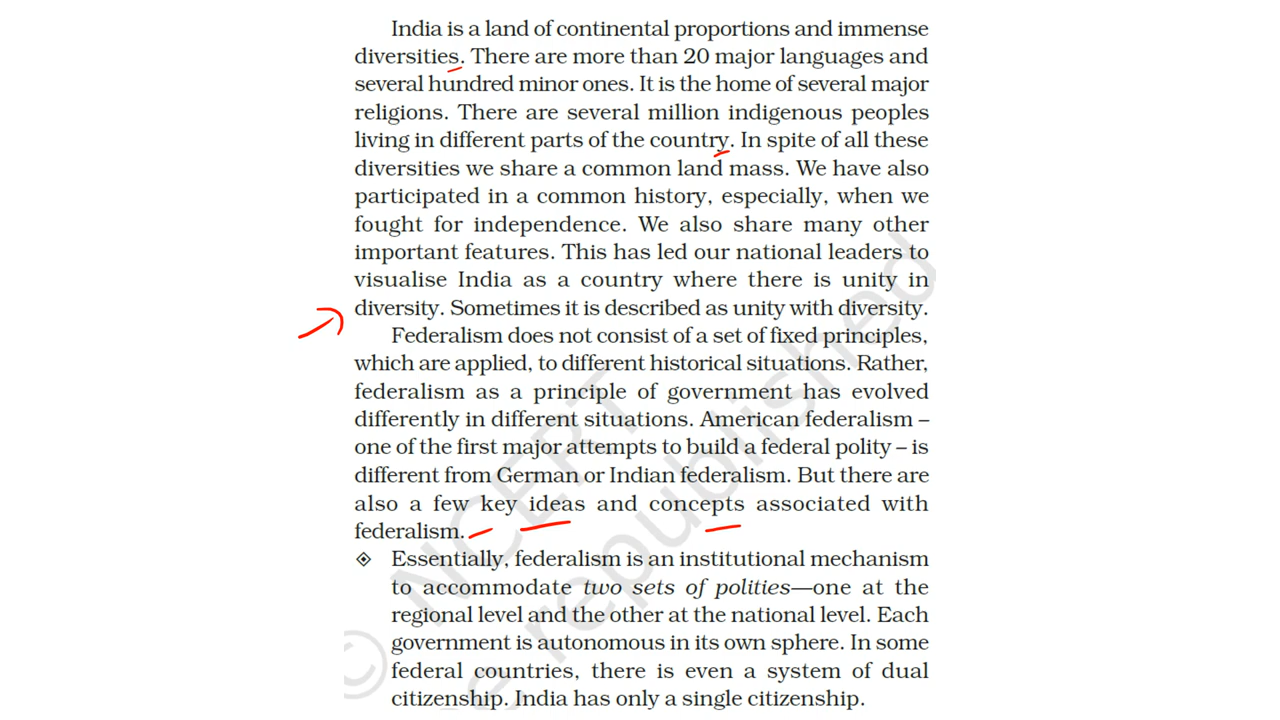 India is a land of continental proportions and immense
diversities. There are more than 20 major languages and
several hundred minor ones. It is the home of several major
religions. There are several million indigenous peoples
living in different parts of the country. In spite of all these
diversities we share a common land mass. We have also
participated in a common history, especially, when we
fought for independence. We also share many other
important features. This has led our national leaders to
visualise India as a country where there is unity in
diversity. Sometimes it is described as unity with diversity.
Federalism does not consist of a set of fixed principles,
which are applied, to different historical situations. Rather,
federalism as a principle of government has evolved
differently in different situations. American federalism –
one of the first major attempts to build a federal polity – is
different from German or Indian federalism. But there are
also a few key ideas and concepts associated with
federalism.
Essentially, federalism is an institutional mechanism
to accommodate two sets of polities—one at the
regional level and the other at the national level. Each
government is autonomous in its own sphere. In some
federal countries, there is even a system of dual
citizenship. India has only a single citizenship.
© NCERT
e republished